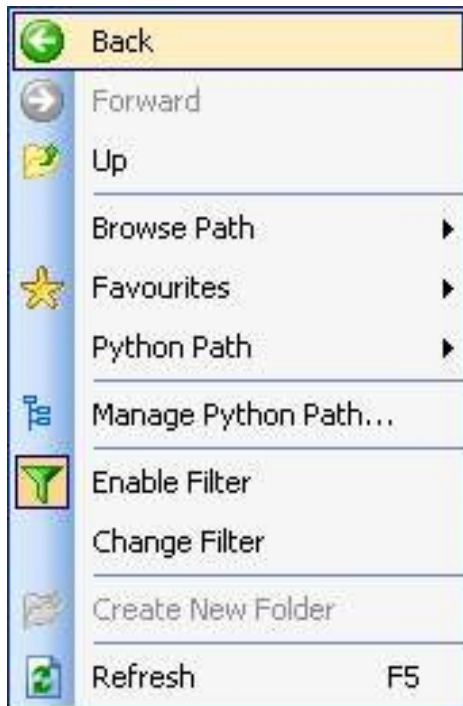 Back
Forward
Up
Browse Path
Favourites
Python Path
Manage Python Path...
Enable Filter
Change Filter
Create New Folder
Refresh F5